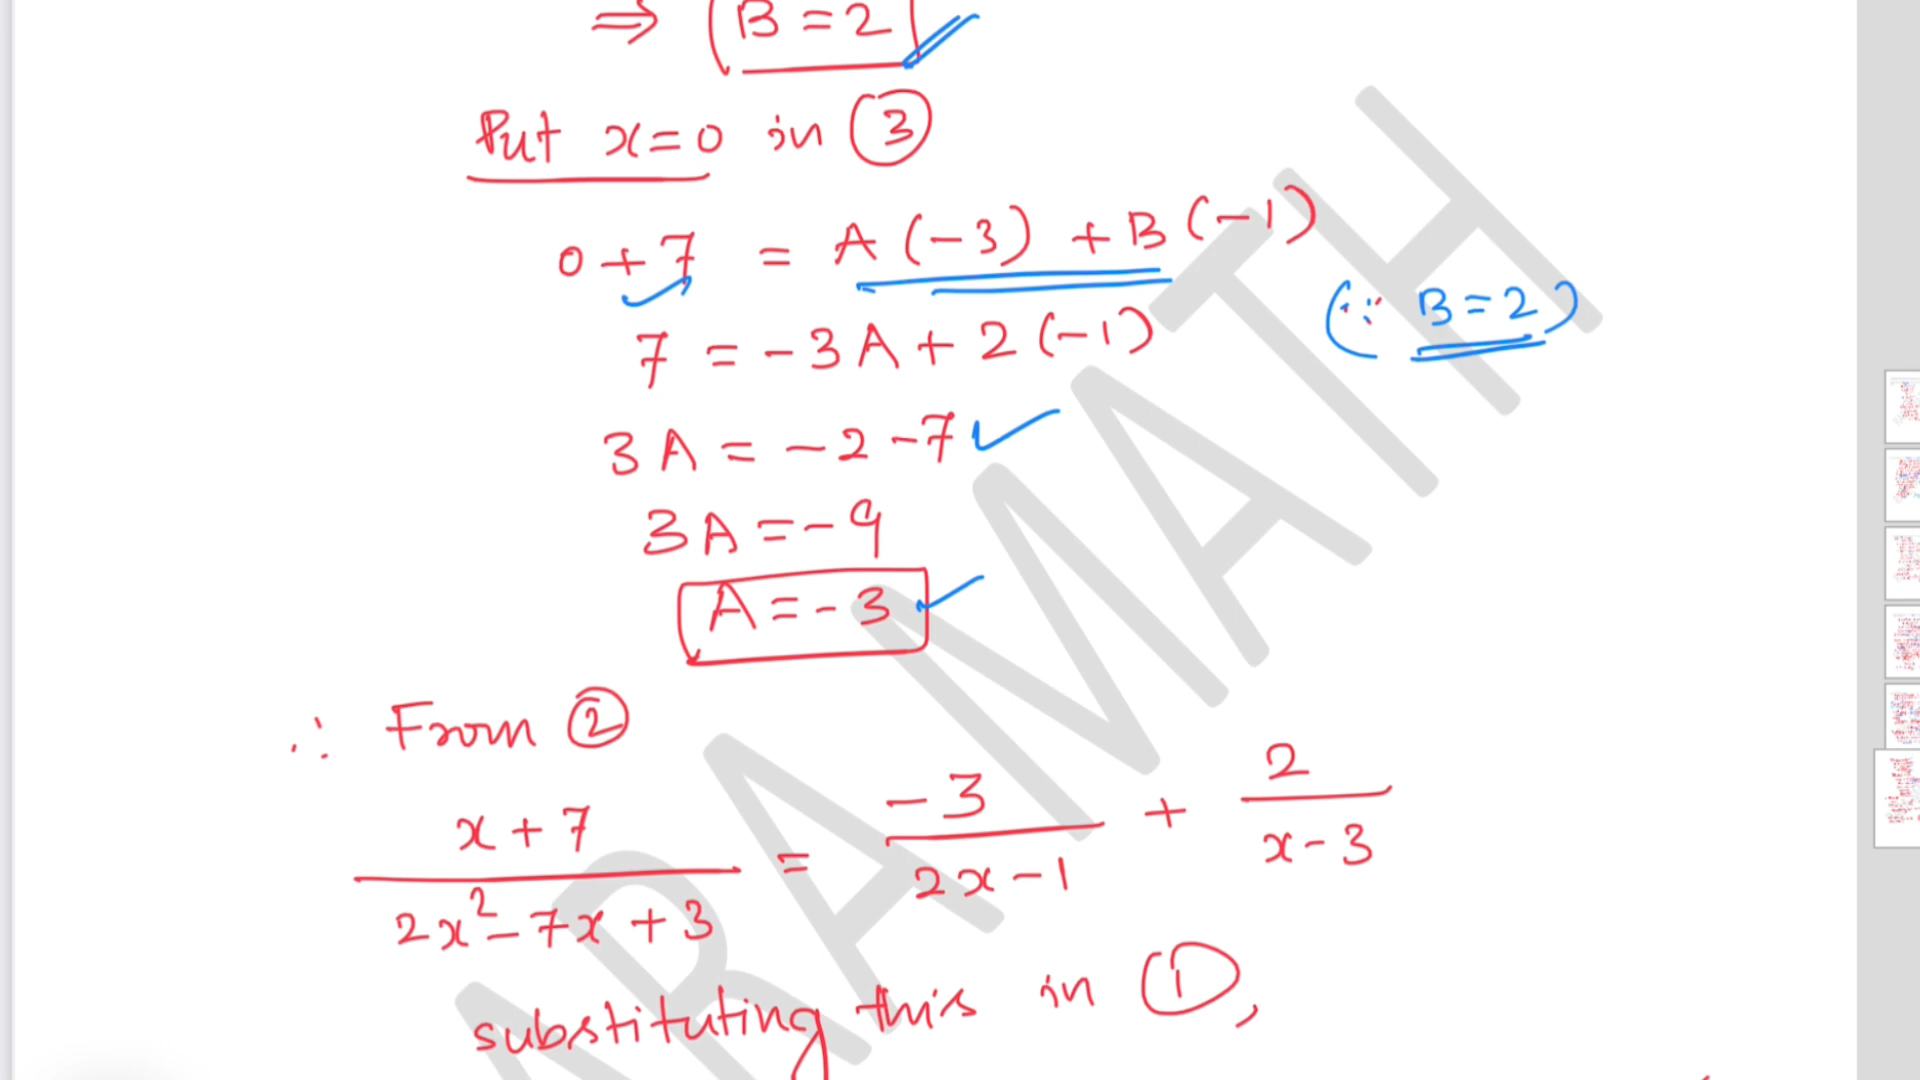 ⇒ B = 2
Put x = 0 in ③
0 + 7 = A (-3) + B (-1)
7 = -3A + 2 (-1) (∵ B = 2)
3A = -2 - 7
3A = -9
A = -3
∴ From ②
x + 7 / 2x² - 7x + 3 = -3 / 2x - 1 + 2 / x - 3
substituting this in ①,
ARAMATH